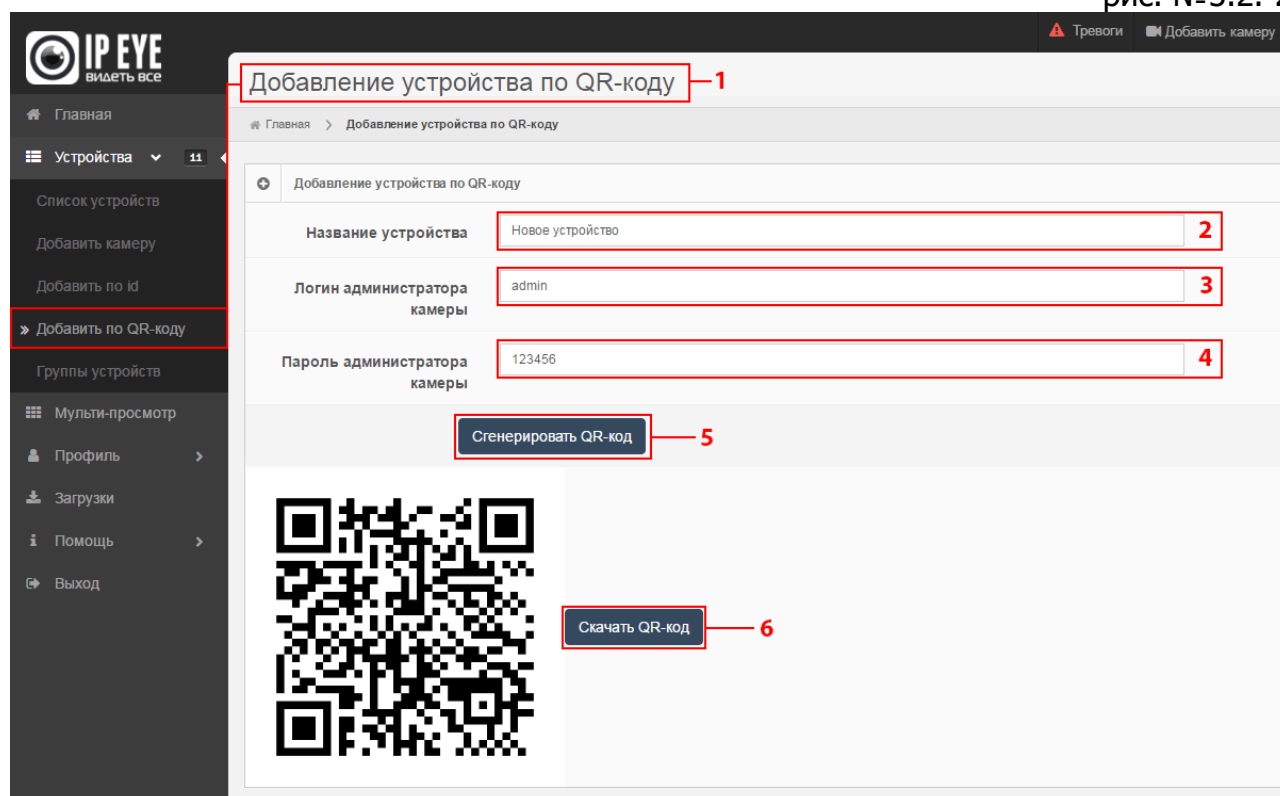 рис. №3.2. 2
IP EYE
видеть все
Тревоги
Добавить камеру
Добавление устройства по QR-коду
1
Главная
Главная > Добавление устройства по QR-коду
Устройства 11
Добавление устройства по QR-коду
Список устройств
Название устройства
Новое устройство
2
Добавить камеру
Добавить по id
Логин администратора
камеры
admin
3
» Добавить по QR-коду
Группы устройств
Пароль администратора
камеры
123456
4
Мульти-просмотр
Сгенерировать QR-код
5
Профиль
Загрузки
Помощь
Выход
Скачать QR-код
6